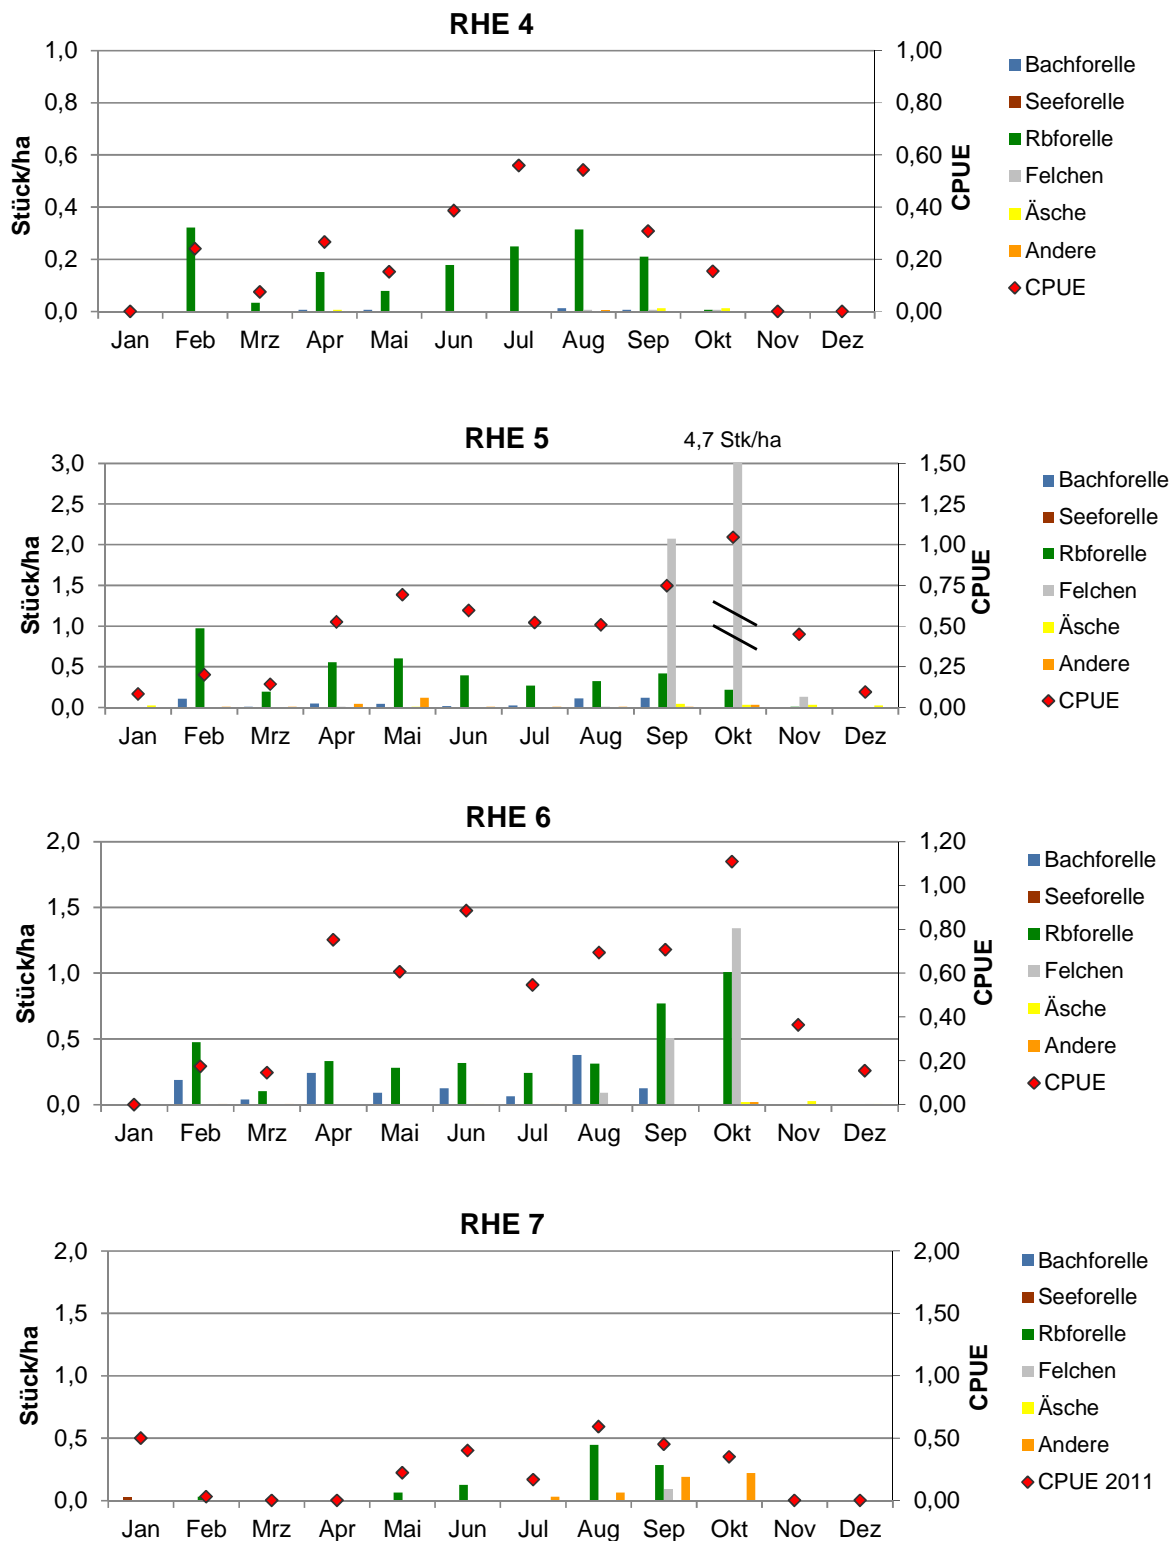 RHE 4
1,0
0,8
0,6
0,4
0,2
0,0
Stück/ha
1,00
0,80
0,60
0,40
0,20
0,00
CPUE
Jan Feb Mrz Apr Mai Jun Jul Aug Sep Okt Nov Dez
Bachforelle
Seeforelle
Rbforelle
Felchen
Äsche
Andere
CPUE
RHE 5
4,7 Stk/ha
3,0
2,5
2,0
1,5
1,0
0,5
0,0
Stück/ha
1,50
1,25
1,00
0,75
0,50
0,25
0,00
CPUE
Jan Feb Mrz Apr Mai Jun Jul Aug Sep Okt Nov Dez
Bachforelle
Seeforelle
Rbforelle
Felchen
Äsche
Andere
CPUE
RHE 6
2,0
1,5
1,0
0,5
0,0
Stück/ha
1,20
1,00
0,80
0,60
0,40
0,20
0,00
CPUE
Jan Feb Mrz Apr Mai Jun Jul Aug Sep Okt Nov Dez
Bachforelle
Seeforelle
Rbforelle
Felchen
Äsche
Andere
CPUE
RHE 7
2,0
1,5
1,0
0,5
0,0
Stück/ha
2,00
1,50
1,00
0,50
0,00
CPUE
Jan Feb Mrz Apr Mai Jun Jul Aug Sep Okt Nov Dez
Bachforelle
Seeforelle
Rbforelle
Felchen
Äsche
Andere
CPUE 2011